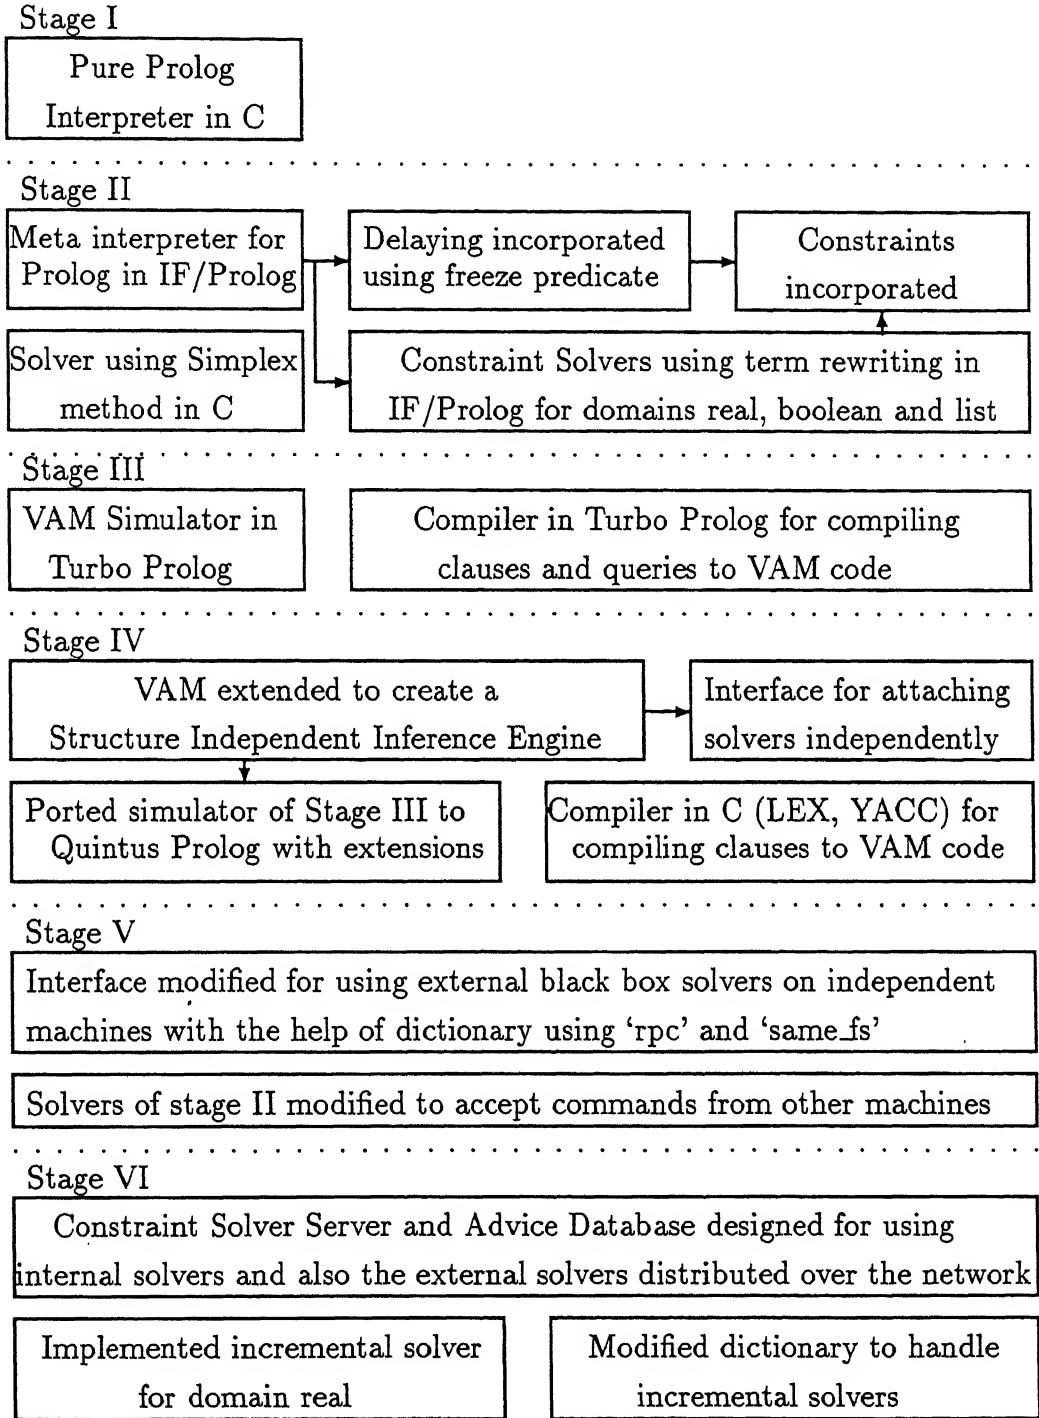 Stage I
Pure Prolog
Interpreter in C
Stage II
Meta interpreter for
Prolog in IF/Prolog
Delaying incorporated
using freeze predicate
Constraints
incorporated
Solver using Simplex
method in C
Constraint Solvers using term rewriting in
IF/Prolog for domains real, boolean and list
Stage III
VAM Simulator in
Turbo Prolog
Compiler in Turbo Prolog for compiling
clauses and queries to VAM code
Stage IV
VAM extended to create a
Structure Independent Inference Engine
Interface for attaching
solvers independently
Ported simulator of Stage III to
Quintus Prolog with extensions
Compiler in C (LEX, YACC) for
compiling clauses to VAM code
Stage V
Interface modified for using external black box solvers on independent
machines with the help of dictionary using ‘rpc’ and ‘same_fs’
Solvers of stage II modified to accept commands from other machines
Stage VI
Constraint Solver Server and Advice Database designed for using
internal solvers and also the external solvers distributed over the network
Implemented incremental solver
for domain real
Modified dictionary to handle
incremental solvers